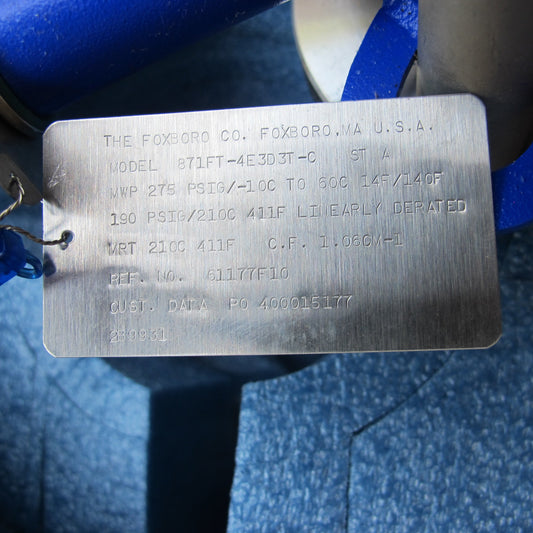 THE FOXBORO CO. FOXBORO,MA U.S.A.
MODEL 871FT-4E3D3T-C ST A
MWP 275 PSIG/-10C TO 60C 14F/140F
190 PSIG/210C 411F LINEARLY DERATED
MRT 210C 411F C.F. 1.06CM-1
REF. NO. 61177F10
CUST. DATA PO 400015177